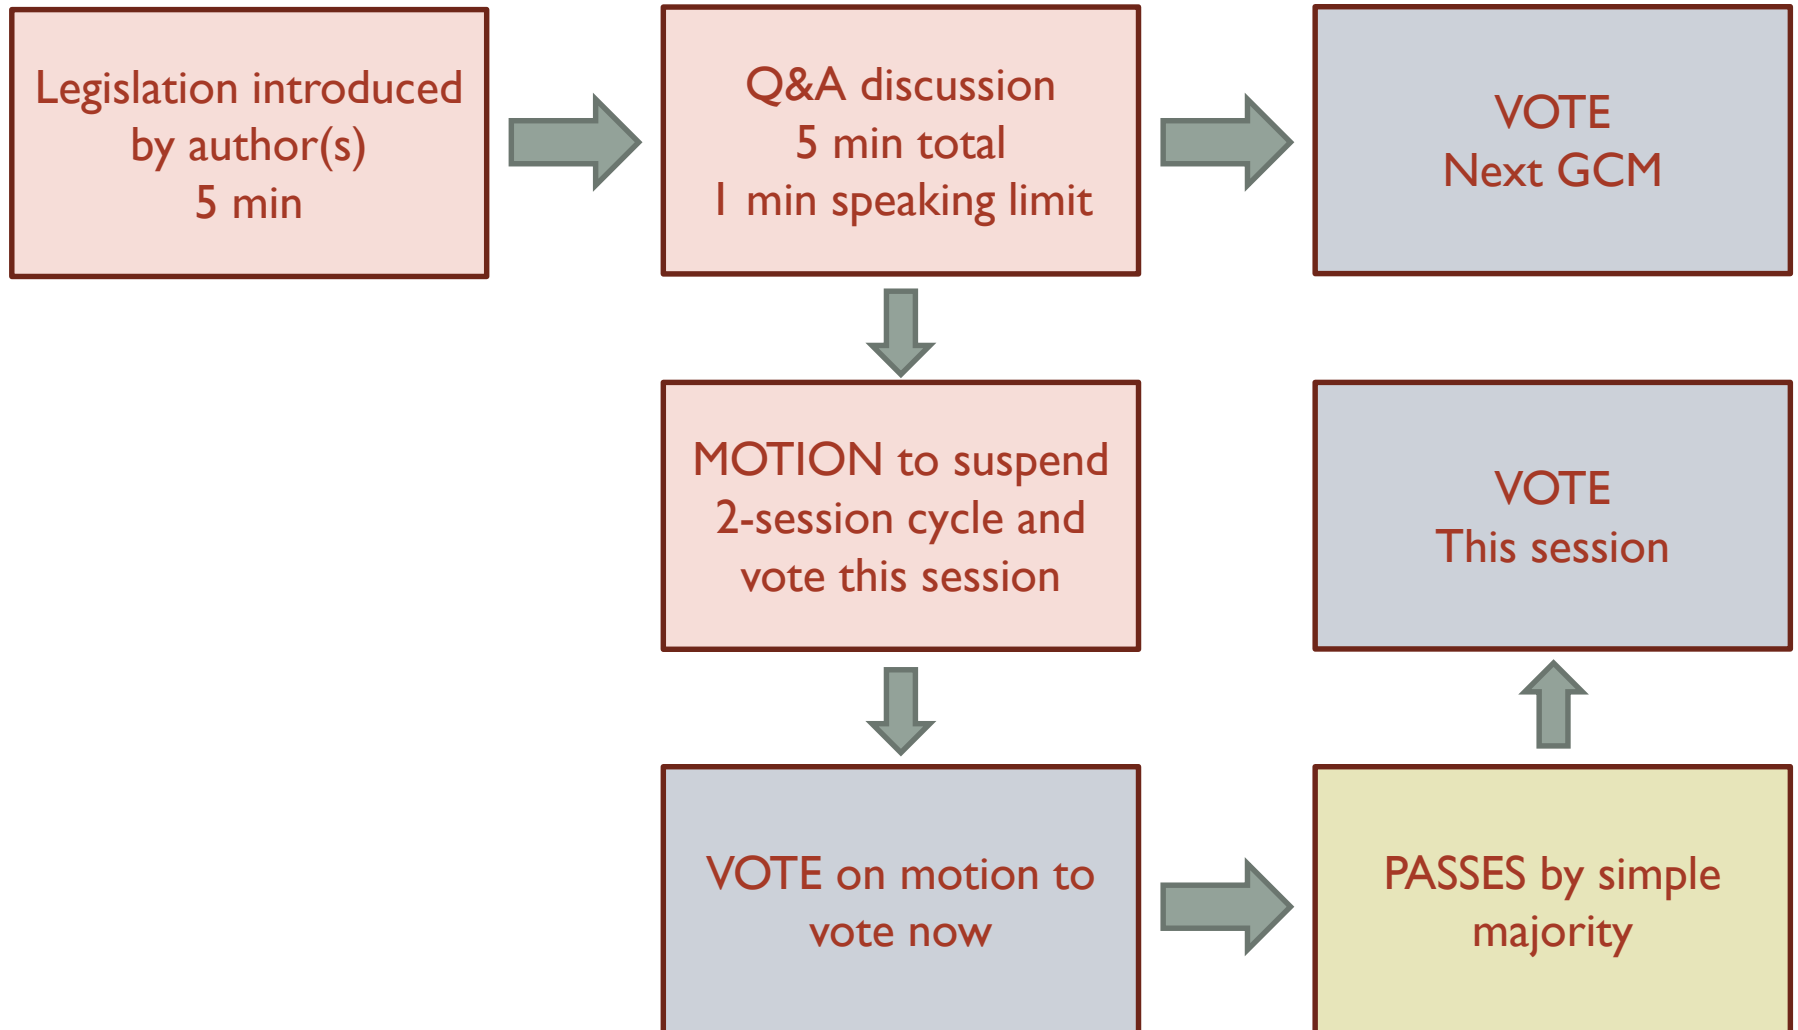 Legislation introduced
by author(s)
5 min
Q&A discussion
5 min total
1 min speaking limit
VOTE
Next GCM
MOTION to suspend
2-session cycle and
vote this session
VOTE
This session
VOTE on motion to
vote now
PASSES by simple
majority